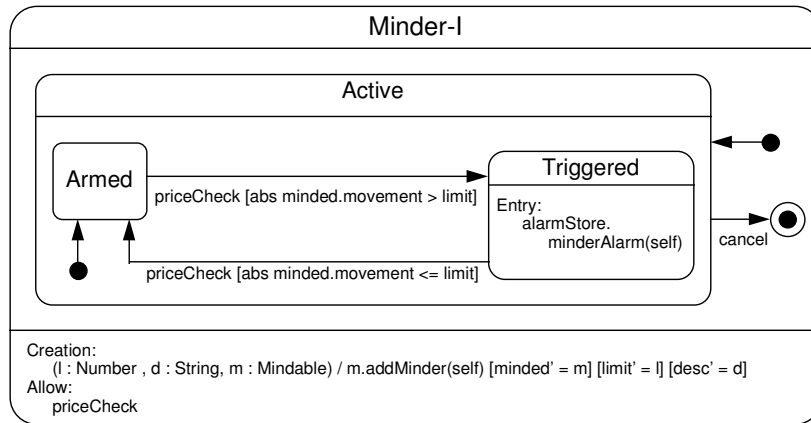 Minder-I
Active
Armed
priceCheck [abs minded.movement > limit]
Triggered
Entry:
alarmStore.
minderAlarm(self)
cancel
priceCheck [abs minded.movement <= limit]
Creation:
(l : Number , d : String, m : Mindable) / m.addMinder(self) [minded' = m] [limit' = l] [desc' = d]
Allow:
priceCheck